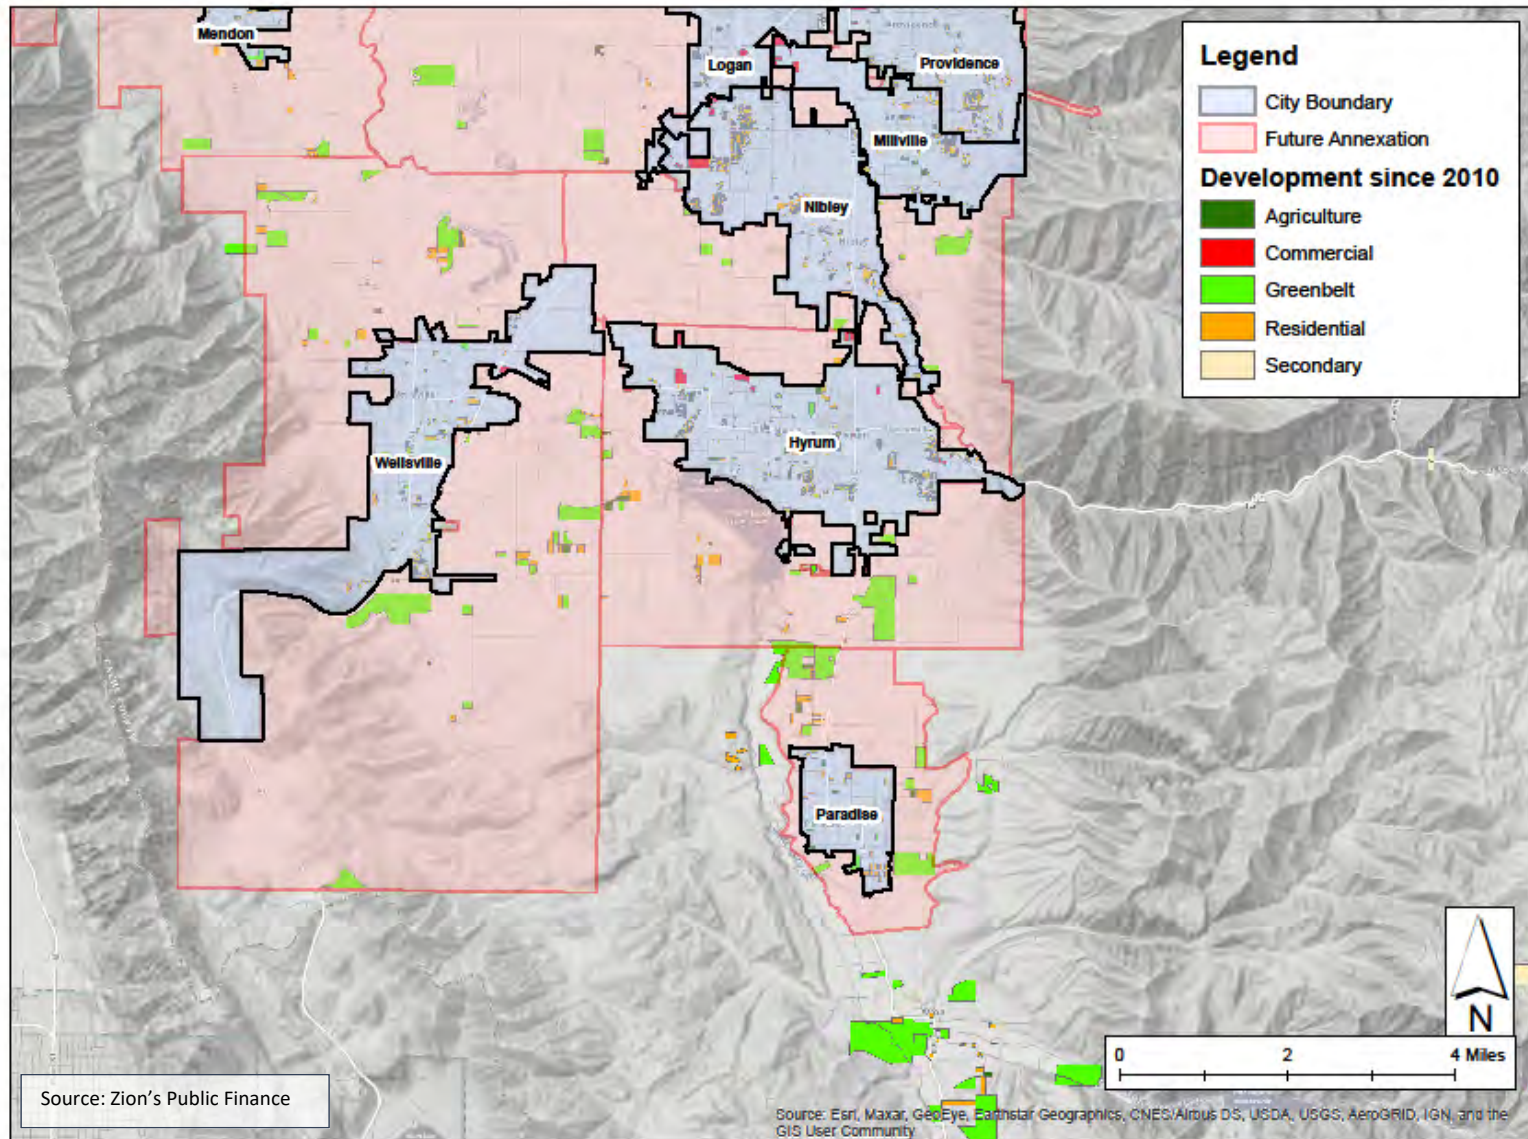 Mendon
Logan
Providence
Millville
Nibley
Wellsville
Hyrum
Paradise
Legend
City Boundary
Future Annexation
Development since 2010
Agriculture
Commercial
Greenbelt
Residential
Secondary
N
0 2 4 Miles
Source: Zion's Public Finance
Source: Esri, Maxar, GeoEye, Earthstar Geographics, CNES/Airbus DS, USDA, USGS, AeroGRID, IGN, and the
GIS User Community